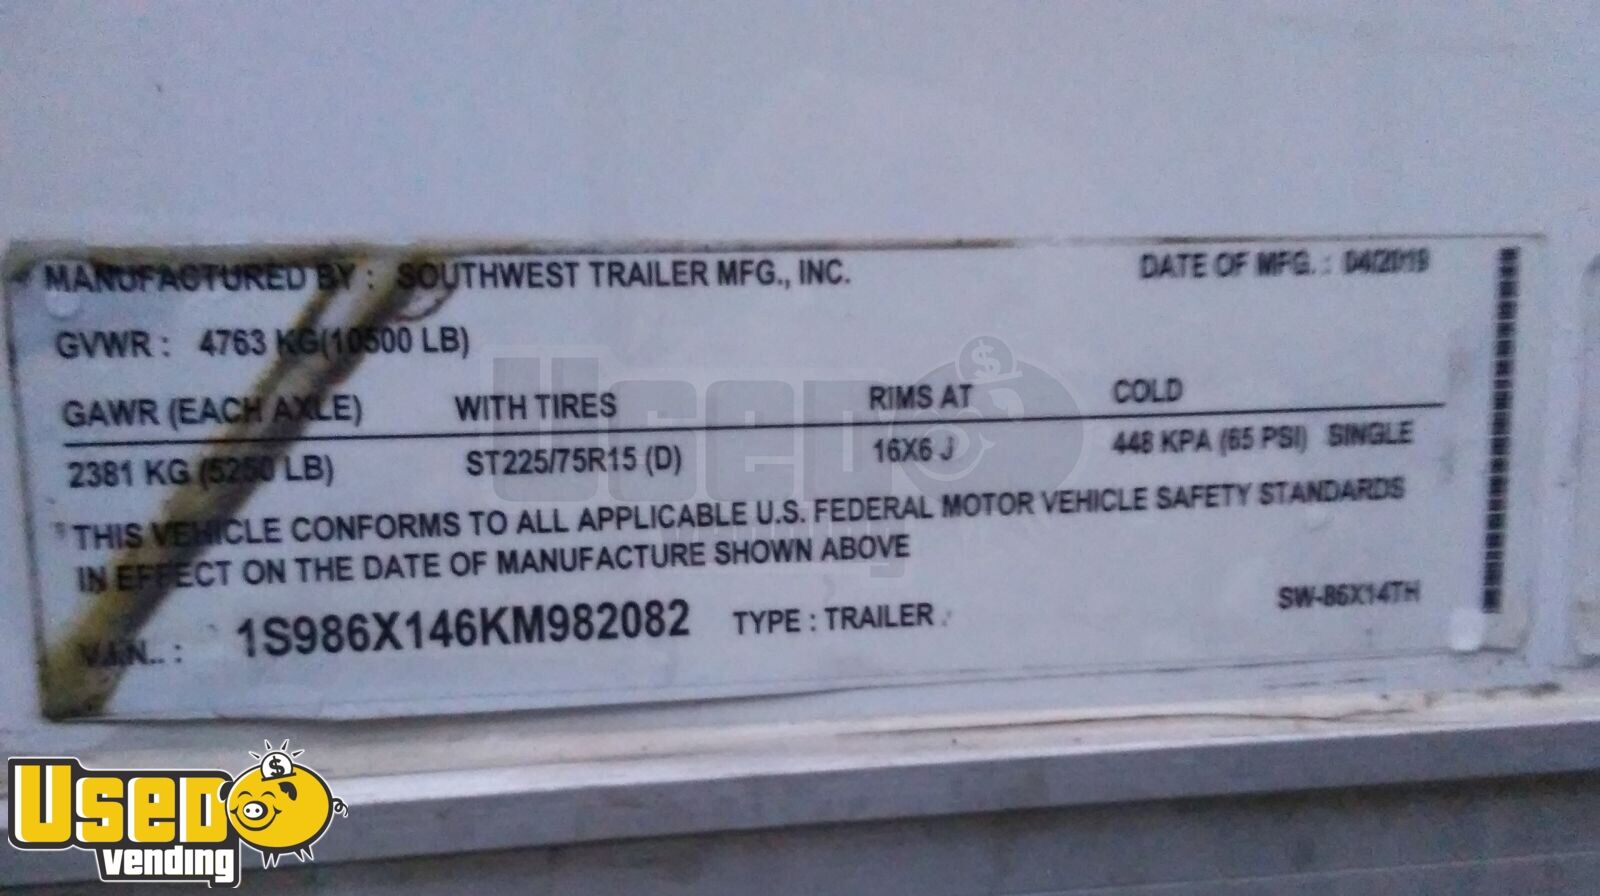 MANUFACTURED BY : SOUTHWEST TRAILER MFG., INC. DATE OF MFG. : 04/2019
GVWR : 4763 KG(10500 LB)
GAWR (EACH AXLE) WITH TIRES RIMS AT COLD
2381 KG (5250 LB) ST225/75R15 (D) 16X6 J 448 KPA (65 PSI) SINGLE
THIS VEHICLE CONFORMS TO ALL APPLICABLE U.S. FEDERAL MOTOR VEHICLE SAFETY STANDARDS
IN EFFECT ON THE DATE OF MANUFACTURE SHOWN ABOVE
V.I.N.. : 1S986X146KM982082 TYPE : TRAILER SW-86X14TH
USED
vending
USED
vending